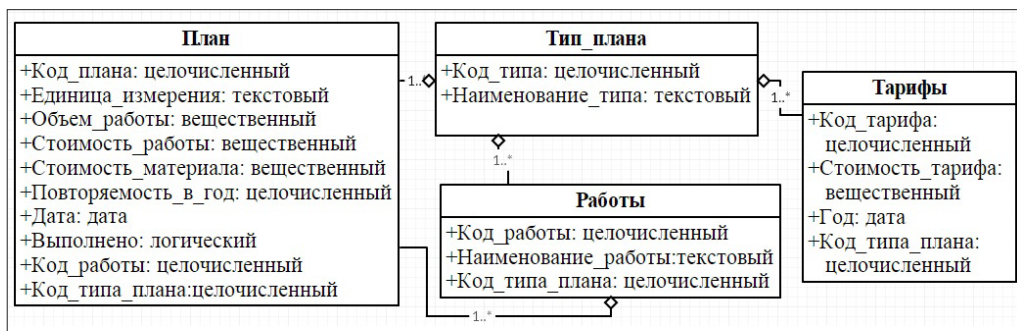 План
+Код_плана: целочисленный
+Единица_измерения: текстовый
+Объем_работы: вещественный
+Стоимость_работы: вещественный
+Стоимость_материала: вещественный
+Повторяемость_в_год: целочисленный
+Дата: дата
+Выполнено: логический
+Код_работы: целочисленный
+Код_типа_плана:целочисленный
1..*
Тип_плана
+Код_типа: целочисленный
+Наименование_типа: текстовый
1..*
1..*
Тарифы
+Код_тарифа:
целочисленный
+Стоимость_тарифа:
вещественный
+Год: дата
+Код_типа_плана:
целочисленный
Работы
+Код_работы: целочисленный
+Наименование_работы:текстовый
+Код_типа_плана: целочисленный
1..*